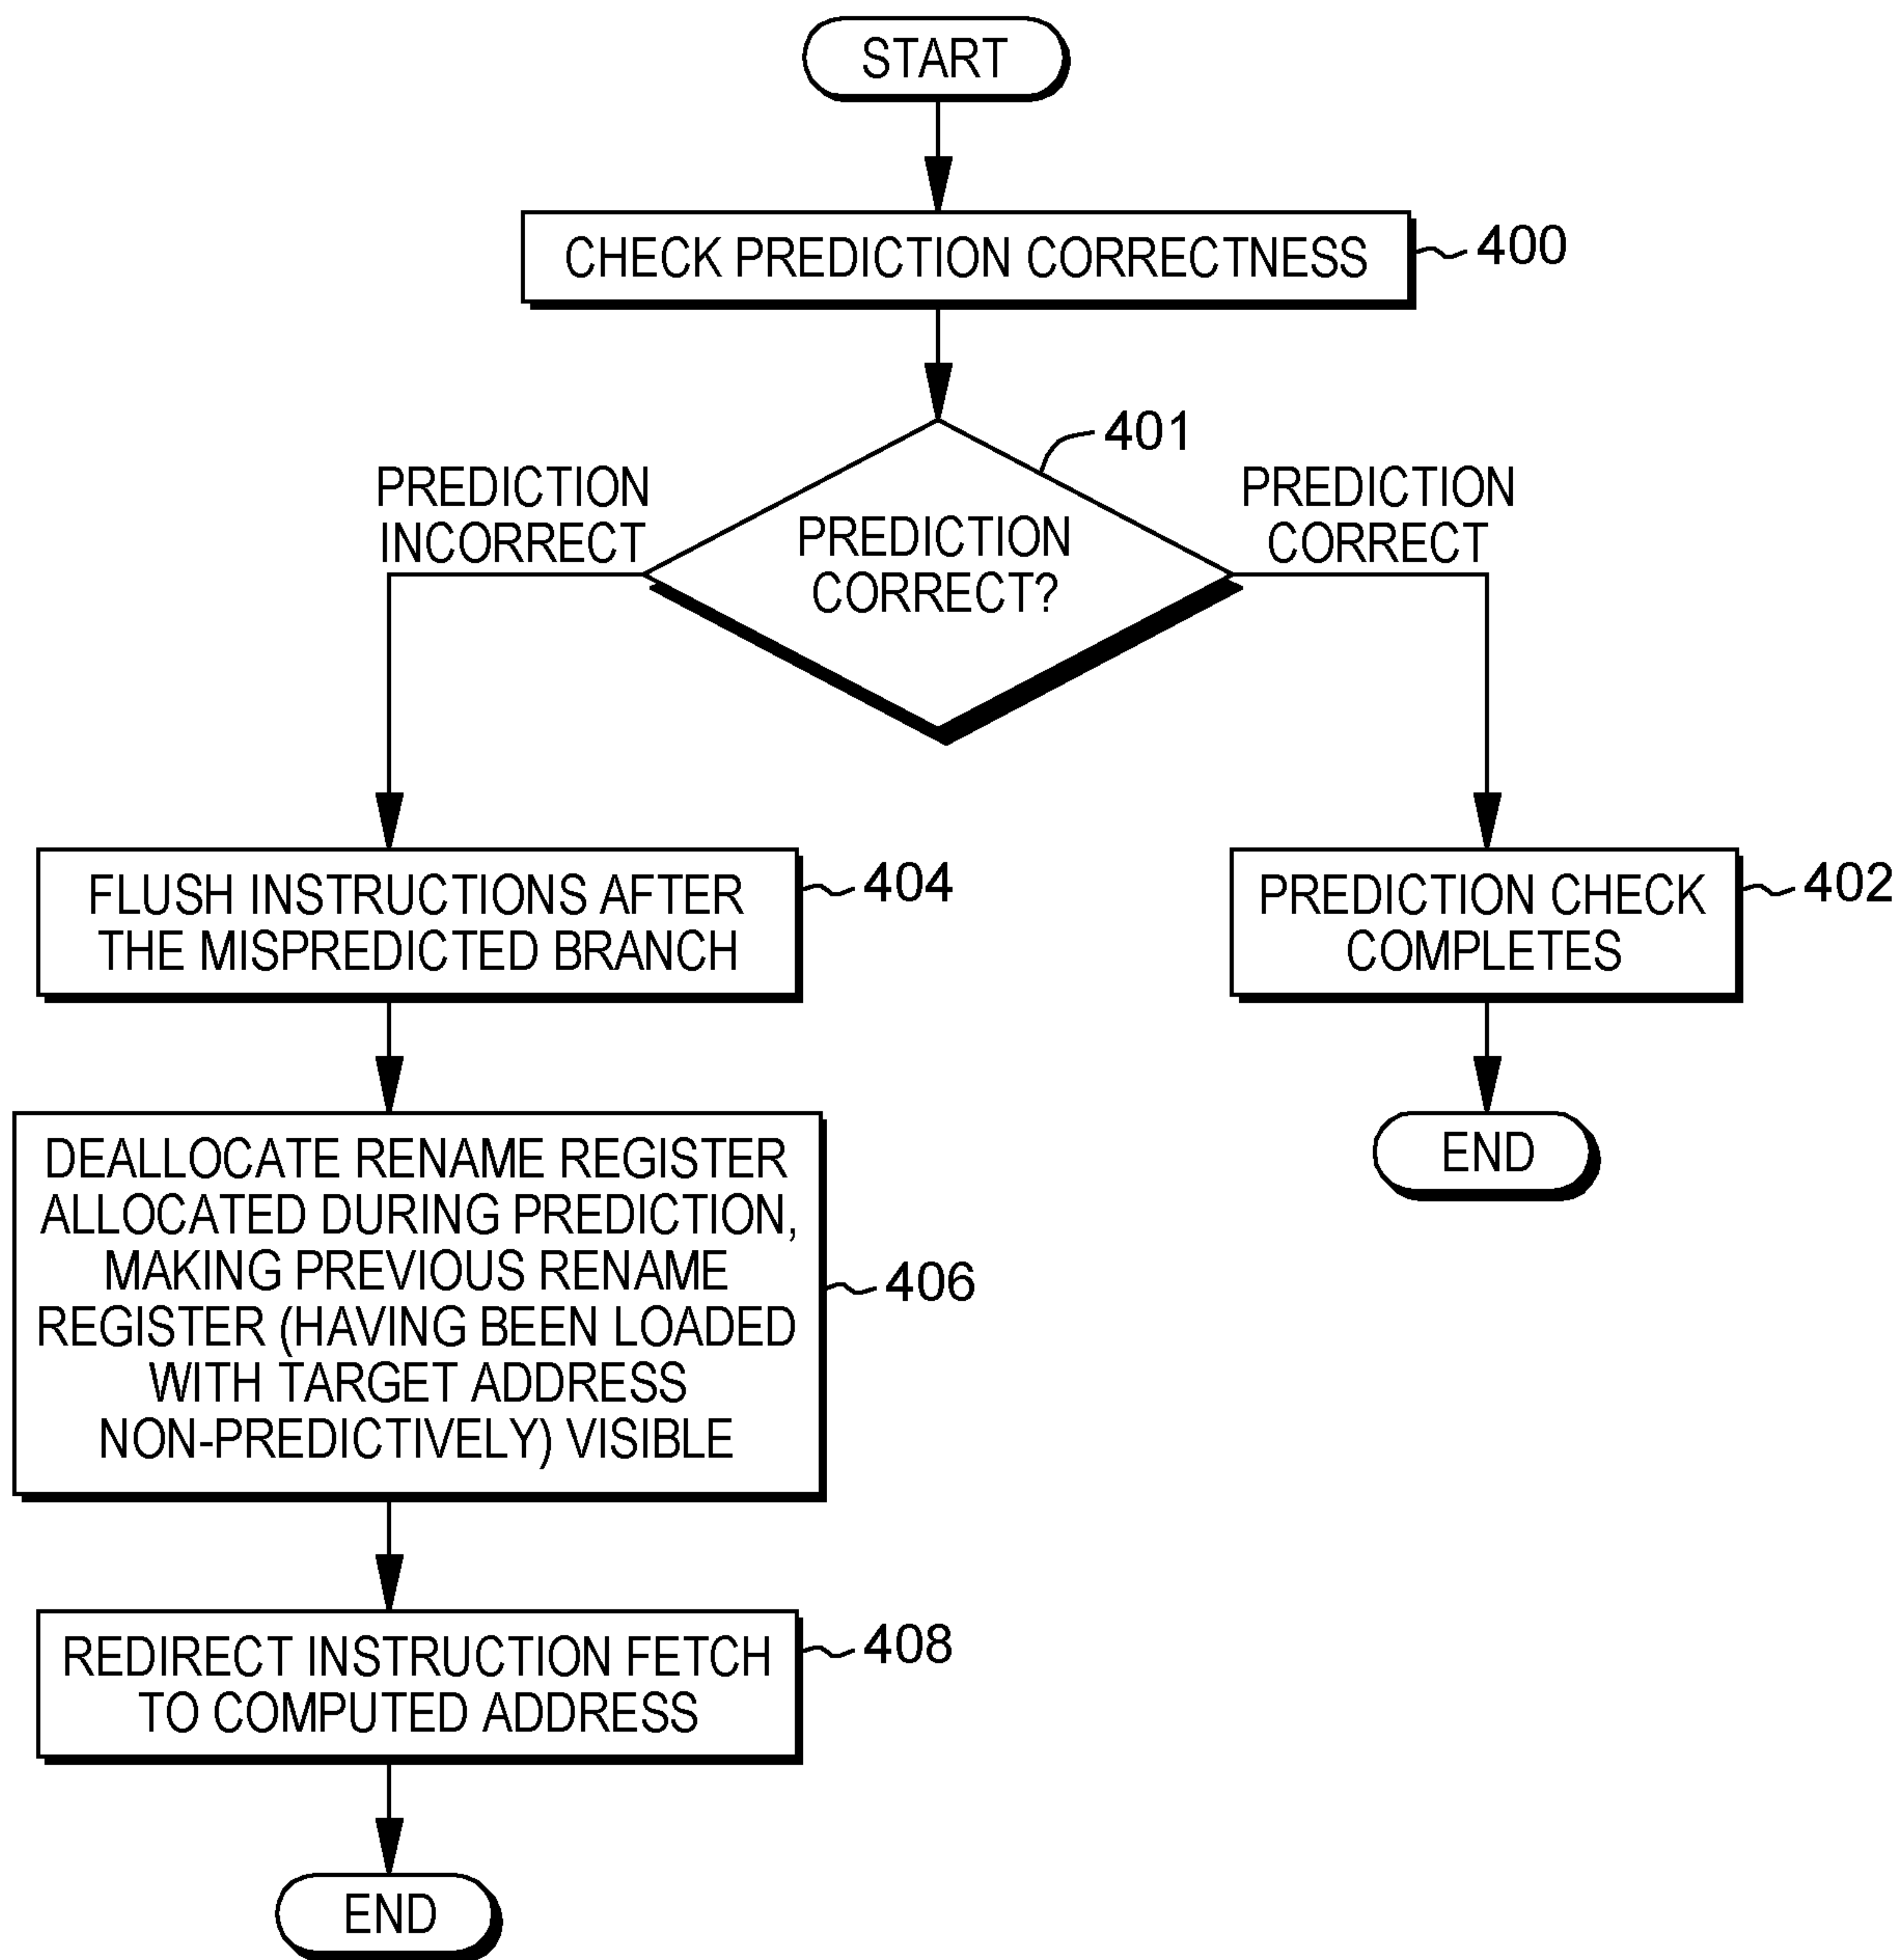 START
CHECK PREDICTION CORRECTNESS
400
401
PREDICTION
INCORRECT
PREDICTION
CORRECT?
PREDICTION
CORRECT
FLUSH INSTRUCTIONS AFTER
THE MISPREDICTED BRANCH
404
PREDICTION CHECK
COMPLETES
402
DEALLOCATE RENAME REGISTER
ALLOCATED DURING PREDICTION,
MAKING PREVIOUS RENAME
REGISTER (HAVING BEEN LOADED
WITH TARGET ADDRESS
NON-PREDICTIVELY) VISIBLE
406
END
REDIRECT INSTRUCTION FETCH
TO COMPUTED ADDRESS
408
END